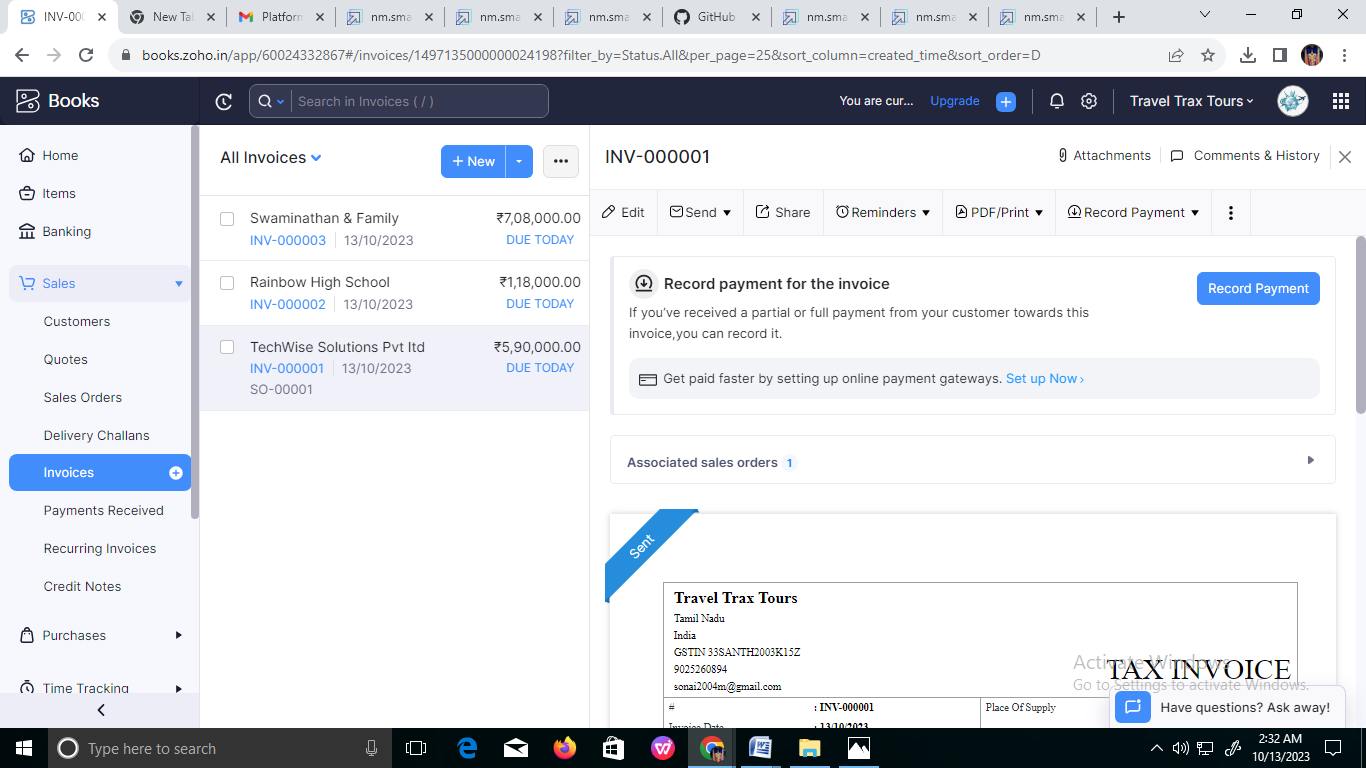 INV-000
New Tal
Platform
nm.sma
nm.sma
nm.sma
GitHub
nm.sma
nm.sma
nm.sma
books.zoho.in/app/60024332867#/invoices/1497135000000024198?filter_by=Status.All&per_page=25&sort_column=created_time&sort_order=D
Books
Search in Invoices ( / )
You are cur...
Upgrade
Travel Trax Tours
Home
Items
Banking
Sales
Customers
Quotes
Sales Orders
Delivery Challans
Invoices
Payments Received
Recurring Invoices
Credit Notes
Purchases
Time Tracking
All Invoices
+ New
Swaminathan & Family ₹7,08,000.00
INV-000003 13/10/2023 DUE TODAY
Rainbow High School ₹1,18,000.00
INV-000002 13/10/2023 DUE TODAY
TechWise Solutions Pvt ltd ₹5,90,000.00
INV-000001 13/10/2023 DUE TODAY
SO-00001
INV-000001
Attachments
Comments & History
Edit Send Share Reminders PDF/Print Record Payment
Record payment for the invoice
If you've received a partial or full payment from your customer towards this
invoice,you can record it.
Record Payment
Get paid faster by setting up online payment gateways. Set up Now
Associated sales orders 1
Sent
Travel Trax Tours
Tamil Nadu
India
GSTIN 33SANTH2003K15Z
9025260894
sonai2004m@gmail.com
TAX INVOICE
# : INV-000001 Place Of Supply
Invoice Date : 13/10/2023
Activate Windows
Go to Settings to activate Windows.
Have questions? Ask away!
Type here to search
2:32 AM
10/13/2023